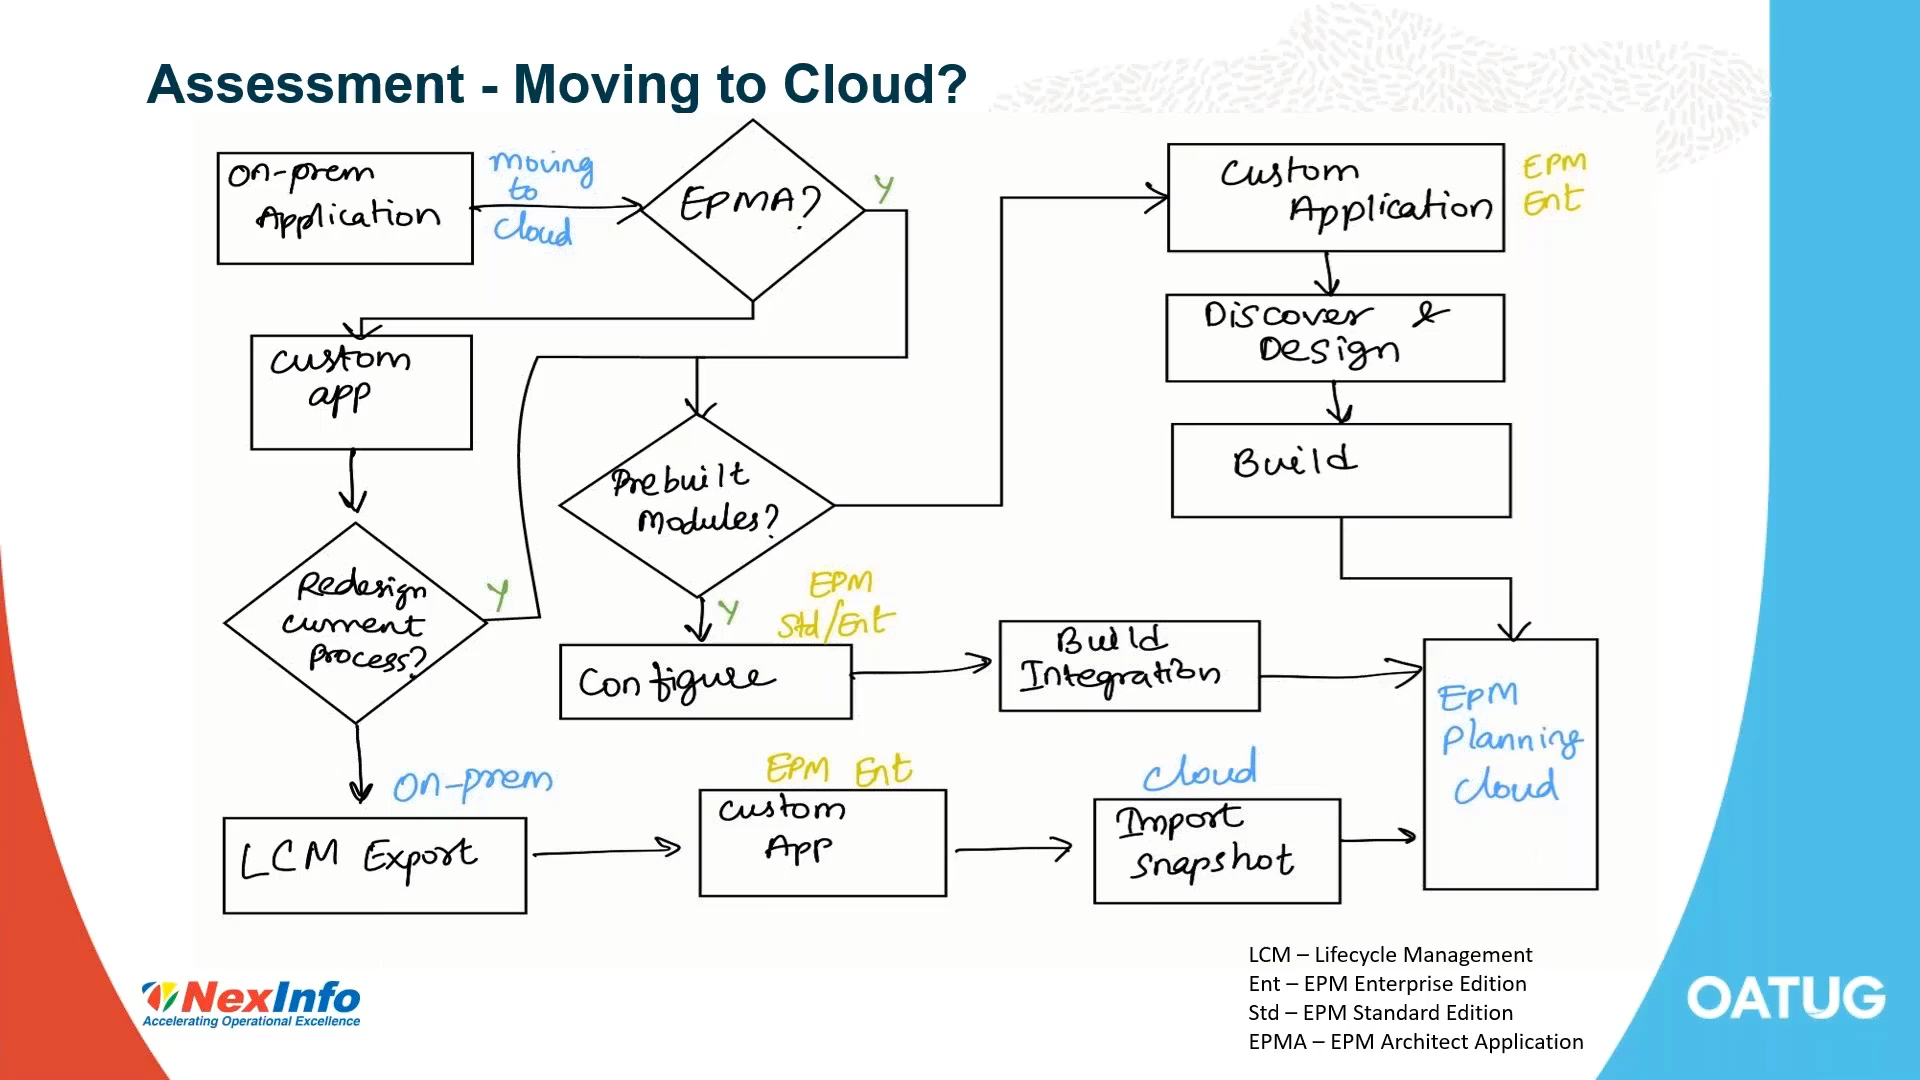 Assessment - Moving to Cloud?
On-prem
Application
Moving
to
Cloud
EPMA?
Y
Custom
Application
EPM
Ent
Discover &
Design
Build
Custom
app
Prebuilt
Modules?
Y
EPM
Std/Ent
Redesign
current
process?
Y
Configure
Build
Integration
EPM
Planning
Cloud
On-prem
LCM Export
EPM Ent
Custom
App
Cloud
Import
Snapshot
LCM – Lifecycle Management
Ent – EPM Enterprise Edition
Std – EPM Standard Edition
EPMA – EPM Architect Application
NexInfo
Accelerating Operational Excellence
OATUG